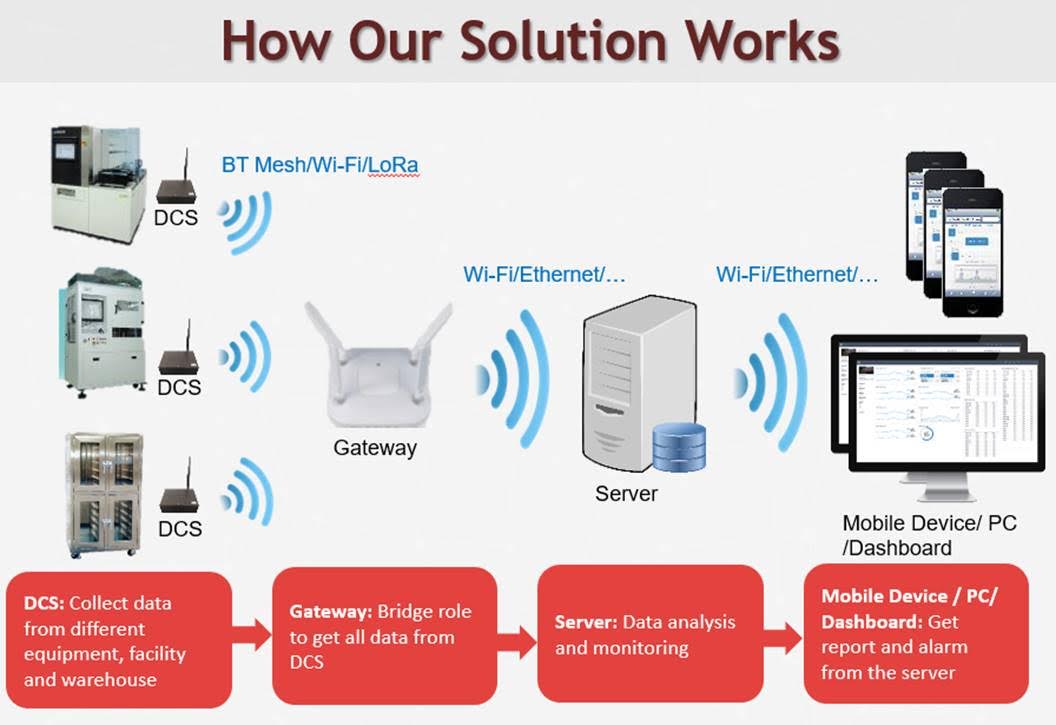 How Our Solution Works
BT Mesh/Wi-Fi/LoRa
DCS
Wi-Fi/Ethernet/…
Wi-Fi/Ethernet/…
DCS
Gateway
DCS
Server
Mobile Device/ PC
/Dashboard
DCS: Collect data
from different
equipment, facility
and warehouse
Gateway: Bridge role
to get all data from
DCS
Server: Data analysis
and monitoring
Mobile Device / PC/
Dashboard: Get
report and alarm
from the server